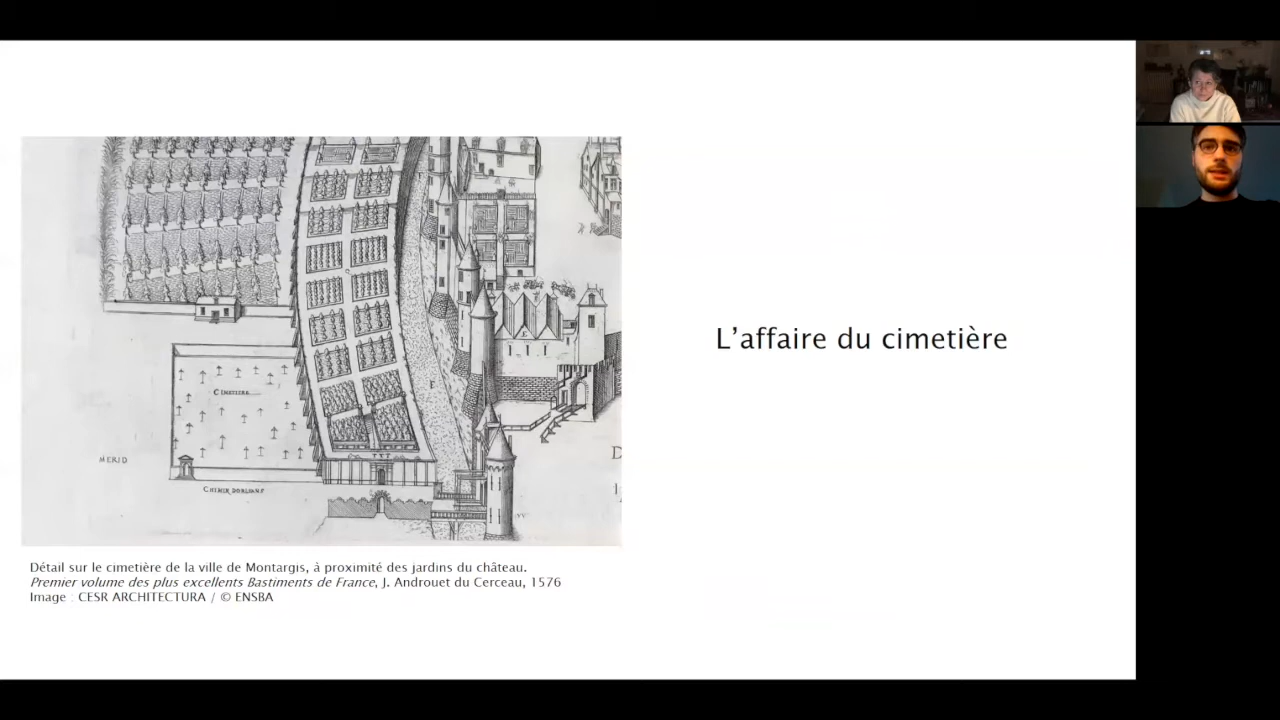 CIMETIERE
MERID
CHEMIN DORLEANS
F
D
L'affaire du cimetière
Détail sur le cimetière de la ville de Montargis, à proximité des jardins du château.
Premier volume des plus excellents Bastiments de France, J. Androuet du Cerceau, 1576
Image : CESR ARCHITECTURA / © ENSBA